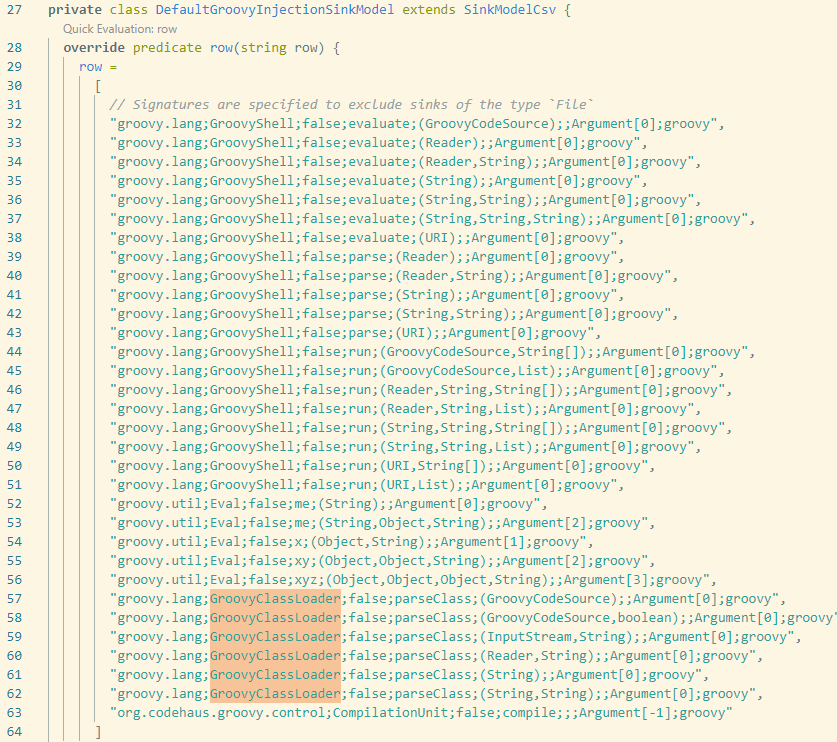 27 private class DefaultGroovyInjectionSinkModel extends SinkModelCsv {
Quick Evaluation: row
28 override predicate row(string row) {
29 row =
30 [
31 // Signatures are specified to exclude sinks of the type `File`
32 "groovy.lang;GroovyShell;false;evaluate;(GroovyCodeSource);;Argument[0];groovy",
33 "groovy.lang;GroovyShell;false;evaluate;(Reader);;Argument[0];groovy",
34 "groovy.lang;GroovyShell;false;evaluate;(Reader,String);;Argument[0];groovy",
35 "groovy.lang;GroovyShell;false;evaluate;(String);;Argument[0];groovy",
36 "groovy.lang;GroovyShell;false;evaluate;(String,String);;Argument[0];groovy",
37 "groovy.lang;GroovyShell;false;evaluate;(String,String,String);;Argument[0];groovy",
38 "groovy.lang;GroovyShell;false;evaluate;(URI);;Argument[0];groovy",
39 "groovy.lang;GroovyShell;false;parse;(Reader);;Argument[0];groovy",
40 "groovy.lang;GroovyShell;false;parse;(Reader,String);;Argument[0];groovy",
41 "groovy.lang;GroovyShell;false;parse;(String);;Argument[0];groovy",
42 "groovy.lang;GroovyShell;false;parse;(String,String);;Argument[0];groovy",
43 "groovy.lang;GroovyShell;false;parse;(URI);;Argument[0];groovy",
44 "groovy.lang;GroovyShell;false;run;(GroovyCodeSource,String[]);;Argument[0];groovy",
45 "groovy.lang;GroovyShell;false;run;(GroovyCodeSource,List);;Argument[0];groovy",
46 "groovy.lang;GroovyShell;false;run;(Reader,String,String[]);;Argument[0];groovy",
47 "groovy.lang;GroovyShell;false;run;(Reader,String,List);;Argument[0];groovy",
48 "groovy.lang;GroovyShell;false;run;(String,String,String[]);;Argument[0];groovy",
49 "groovy.lang;GroovyShell;false;run;(String,String,List);;Argument[0];groovy",
50 "groovy.lang;GroovyShell;false;run;(URI,String[]);;Argument[0];groovy",
51 "groovy.lang;GroovyShell;false;run;(URI,List);;Argument[0];groovy",
52 "groovy.util;Eval;false;me;(String);;Argument[0];groovy",
53 "groovy.util;Eval;false;me;(String,Object,String);;Argument[2];groovy",
54 "groovy.util;Eval;false;x;(Object,String);;Argument[1];groovy",
55 "groovy.util;Eval;false;xy;(Object,Object,String);;Argument[2];groovy",
56 "groovy.util;Eval;false;xyz;(Object,Object,Object,String);;Argument[3];groovy",
57 "groovy.lang;GroovyClassLoader;false;parseClass;(GroovyCodeSource);;Argument[0];groovy",
58 "groovy.lang;GroovyClassLoader;false;parseClass;(GroovyCodeSource,boolean);;Argument[0];groovy"
59 "groovy.lang;GroovyClassLoader;false;parseClass;(InputStream,String);;Argument[0];groovy",
60 "groovy.lang;GroovyClassLoader;false;parseClass;(Reader,String);;Argument[0];groovy",
61 "groovy.lang;GroovyClassLoader;false;parseClass;(String);;Argument[0];groovy",
62 "groovy.lang;GroovyClassLoader;false;parseClass;(String,String);;Argument[0];groovy",
63 "org.codehaus.groovy.control;CompilationUnit;false;compile;;;Argument[-1];groovy"
64 ]